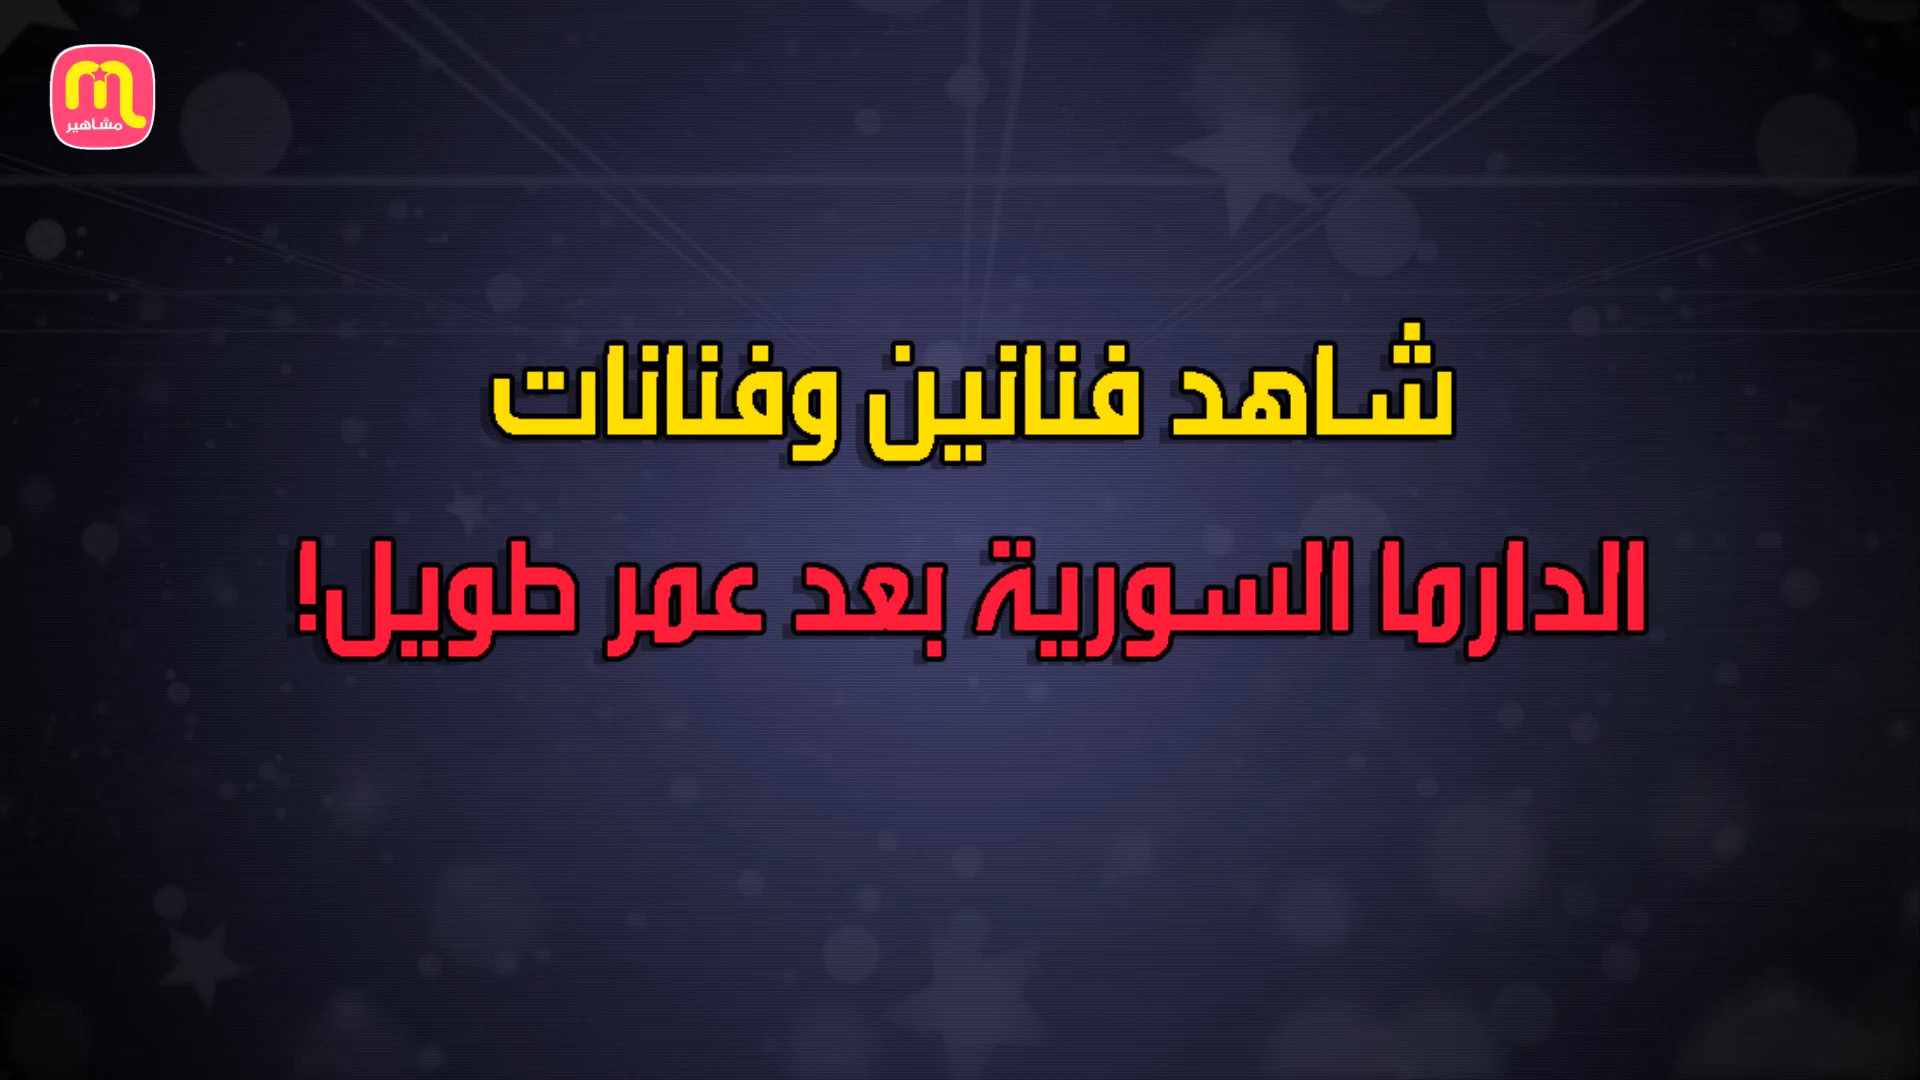 مشاهير
شاهد فنانين وفنانات
الدارما السورية بعد عمر طويل!